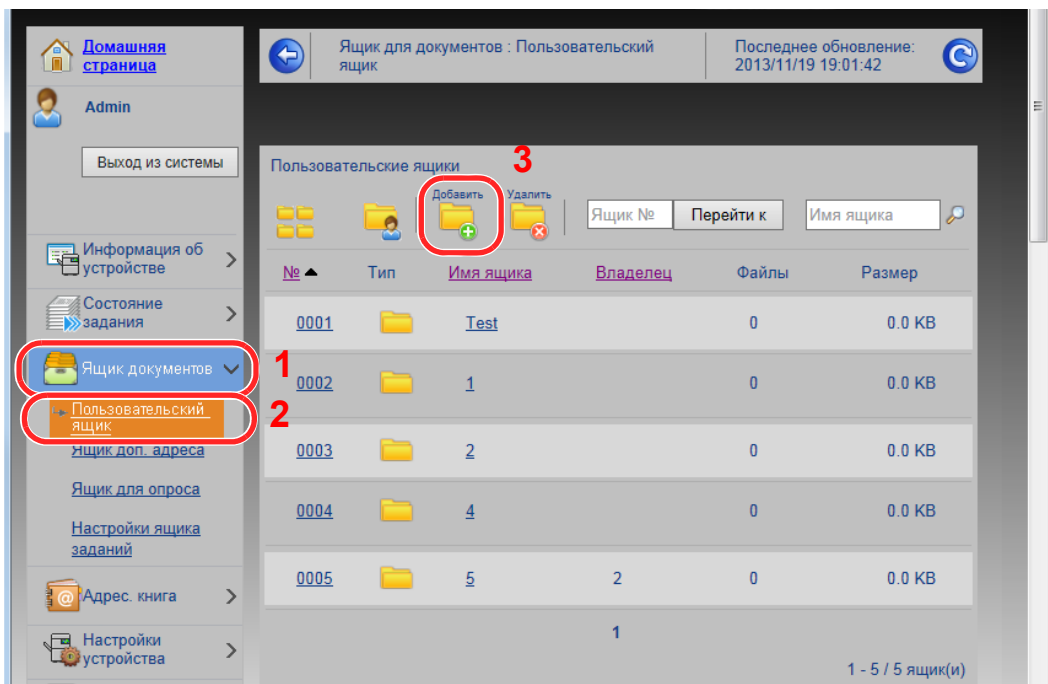 Домашняя
страница
Admin
Выход из системы
Информация об
устройстве
Состояние
задания
Ящик документов
1
Пользовательский
ящик
2
Ящик доп. адреса
Ящик для опроса
Настройки ящика
заданий
Адрес. книга
Настройки
устройства
Ящик для документов : Пользовательский
ящик
Последнее обновление:
2013/11/19 19:01:42
Пользовательские ящики
3
Добавить Удалить
Ящик № Перейти к Имя ящика
№ Тип Имя ящика Владелец Файлы Размер
0001 Test 0 0.0 KB
0002 1 0 0.0 KB
0003 2 0 0.0 KB
0004 4 0 0.0 KB
0005 5 2 0 0.0 KB
1
1 - 5 / 5 ящик(и)